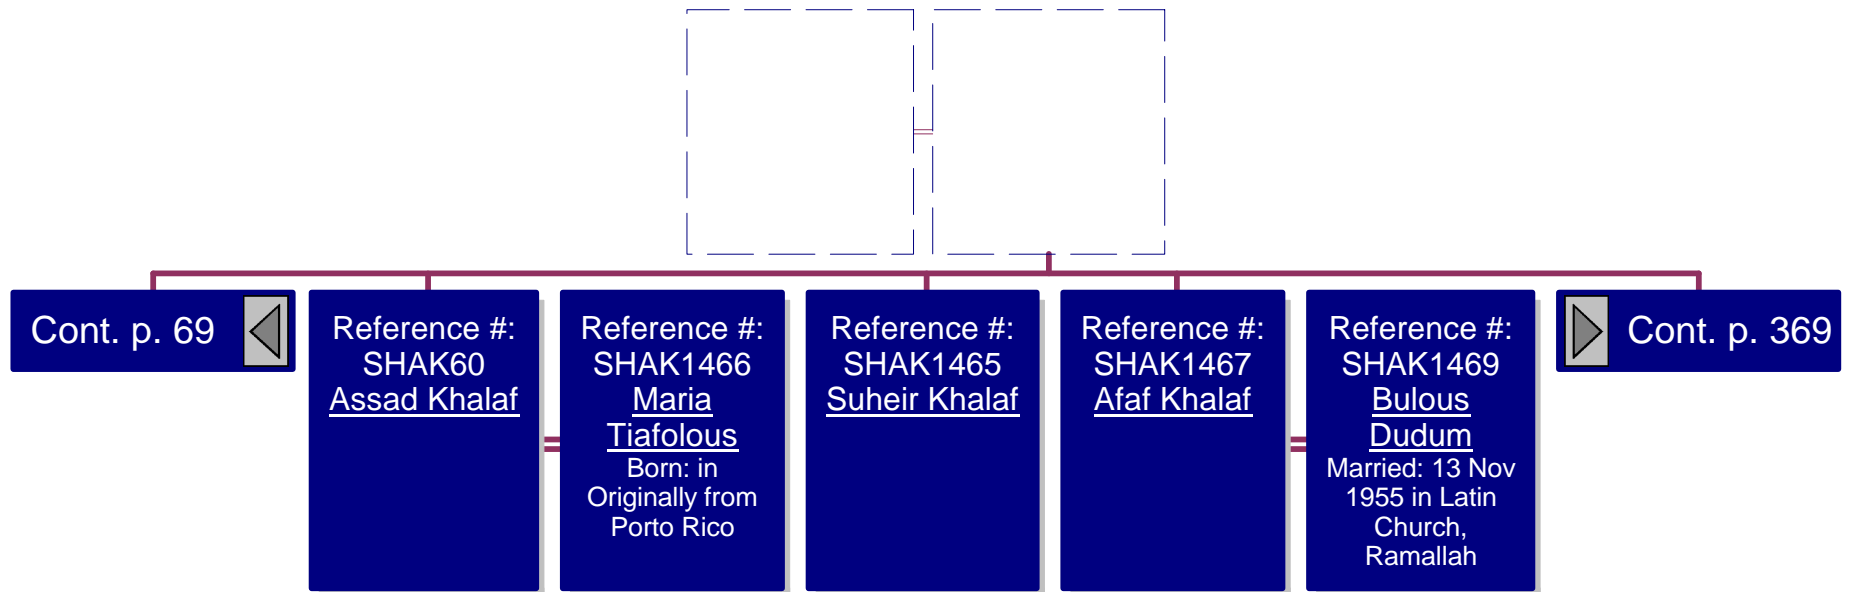 Cont. p. 69
Reference #:
SHAK60
Assad Khalaf
Reference #:
SHAK1466
Maria
Tiafolous
Born: in
Originally from
Porto Rico
Reference #:
SHAK1465
Suheir Khalaf
Reference #:
SHAK1467
Afaf Khalaf
Reference #:
SHAK1469
Bulous
Dudum
Married: 13 Nov
1955 in Latin
Church,
Ramallah
Cont. p. 369